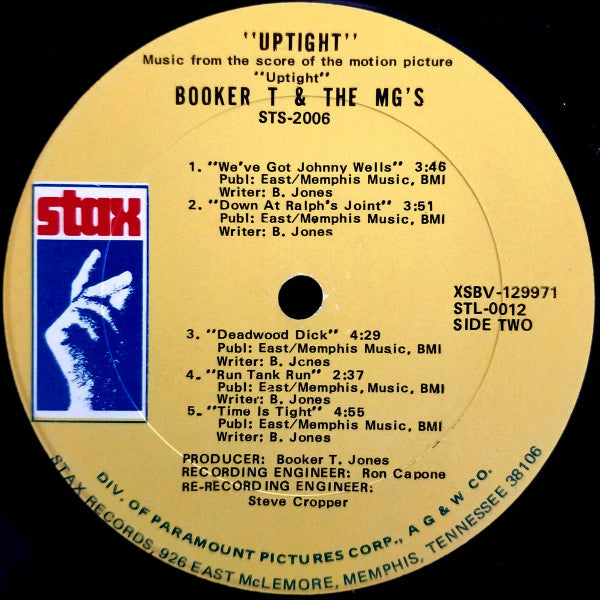 "UPTIGHT"
Music from the score of the motion picture
"Uptight"
BOOKER T & THE MG'S
STS-2006
1. "We've Got Johnny Wells" 3:46
Publ: East/Memphis Music, BMI
Writer: B. Jones
2. "Down At Ralph's Joint" 3:51
Publ: East/Memphis Music, BMI
Writer: B. Jones
stax
XSBV-129971
STL-0012
SIDE TWO
3. "Deadwood Dick" 4:29
Publ: East/Memphis Music, BMI
Writer: B. Jones
4. "Run Tank Run" 2:37
Publ: East/Memphis, Music, BMI
Writer: B. Jones
5. "Time Is Tight" 4:55
Publ: East/Memphis Music, BMI
Writer: B. Jones
PRODUCER: Booker T. Jones
RECORDING ENGINEER: Ron Capone
RE-RECORDING ENGINEER:
Steve Cropper
DIV. OF PARAMOUNT PICTURES CORP., A G & W CO.
STAX RECORDS, 926 EAST McLEMORE, MEMPHIS, TENNESSEE 38106